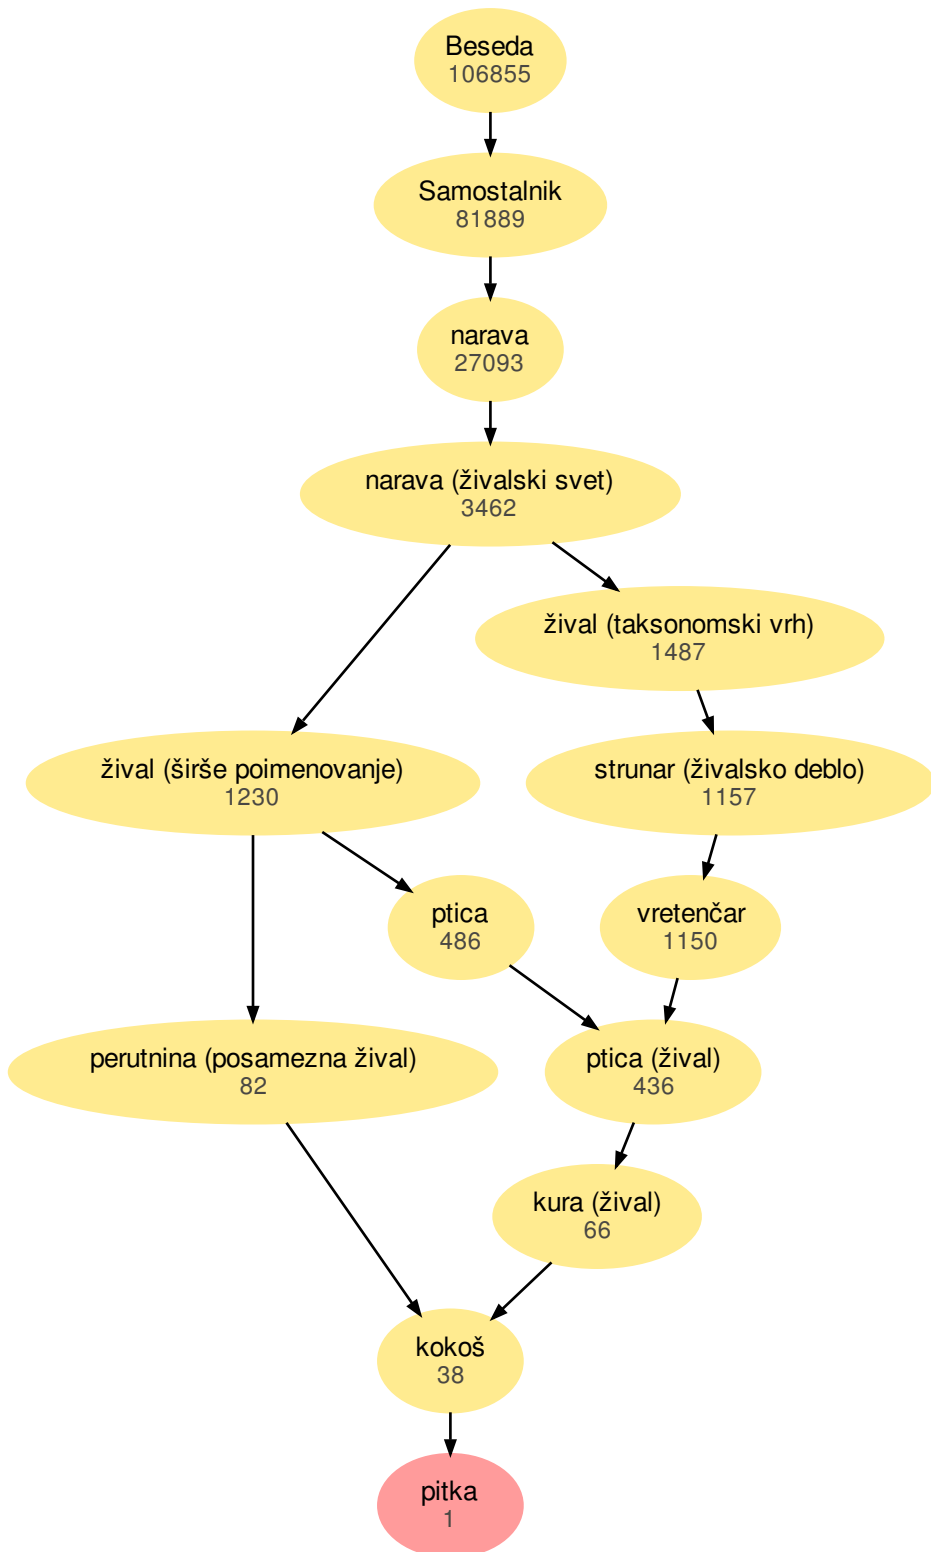 Beseda
106855
Samostalnik
81889
narava
27093
narava (živalski svet)
3462
žival (taksonomski vrh)
1487
žival (širše poimenovanje)
1230
strunar (živalsko deblo)
1157
ptica
486
vretenčar
1150
perutnina (posamezna žival)
82
ptica (žival)
436
kura (žival)
66
kokoš
38
pitka
1